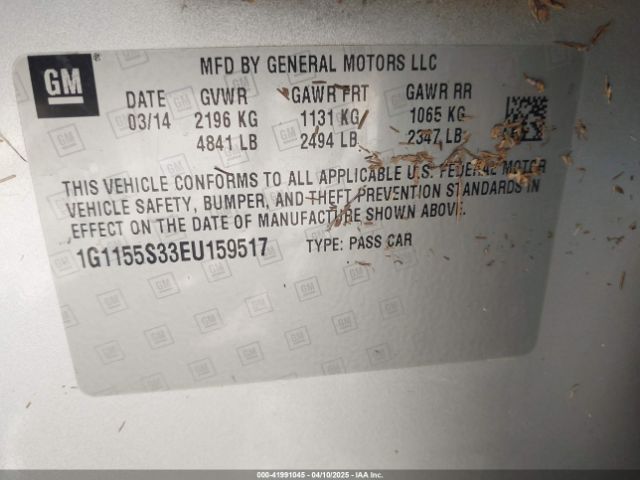 GM
MFD BY GENERAL MOTORS LLC
DATE GVWR GAWR FRT GAWR RR
03/14 2196 KG 1131 KG 1065 KG
4841 LB 2494 LB 2347 LB
THIS VEHICLE CONFORMS TO ALL APPLICABLE U.S. FEDERAL MOTOR
VEHICLE SAFETY, BUMPER, AND THEFT PREVENTION STANDARDS IN
EFFECT ON THE DATE OF MANUFACTURE SHOWN ABOVE.
1G1155S33EU159517 TYPE: PASS CAR
000-41991045 - 04/10/2025 - IAA Inc.